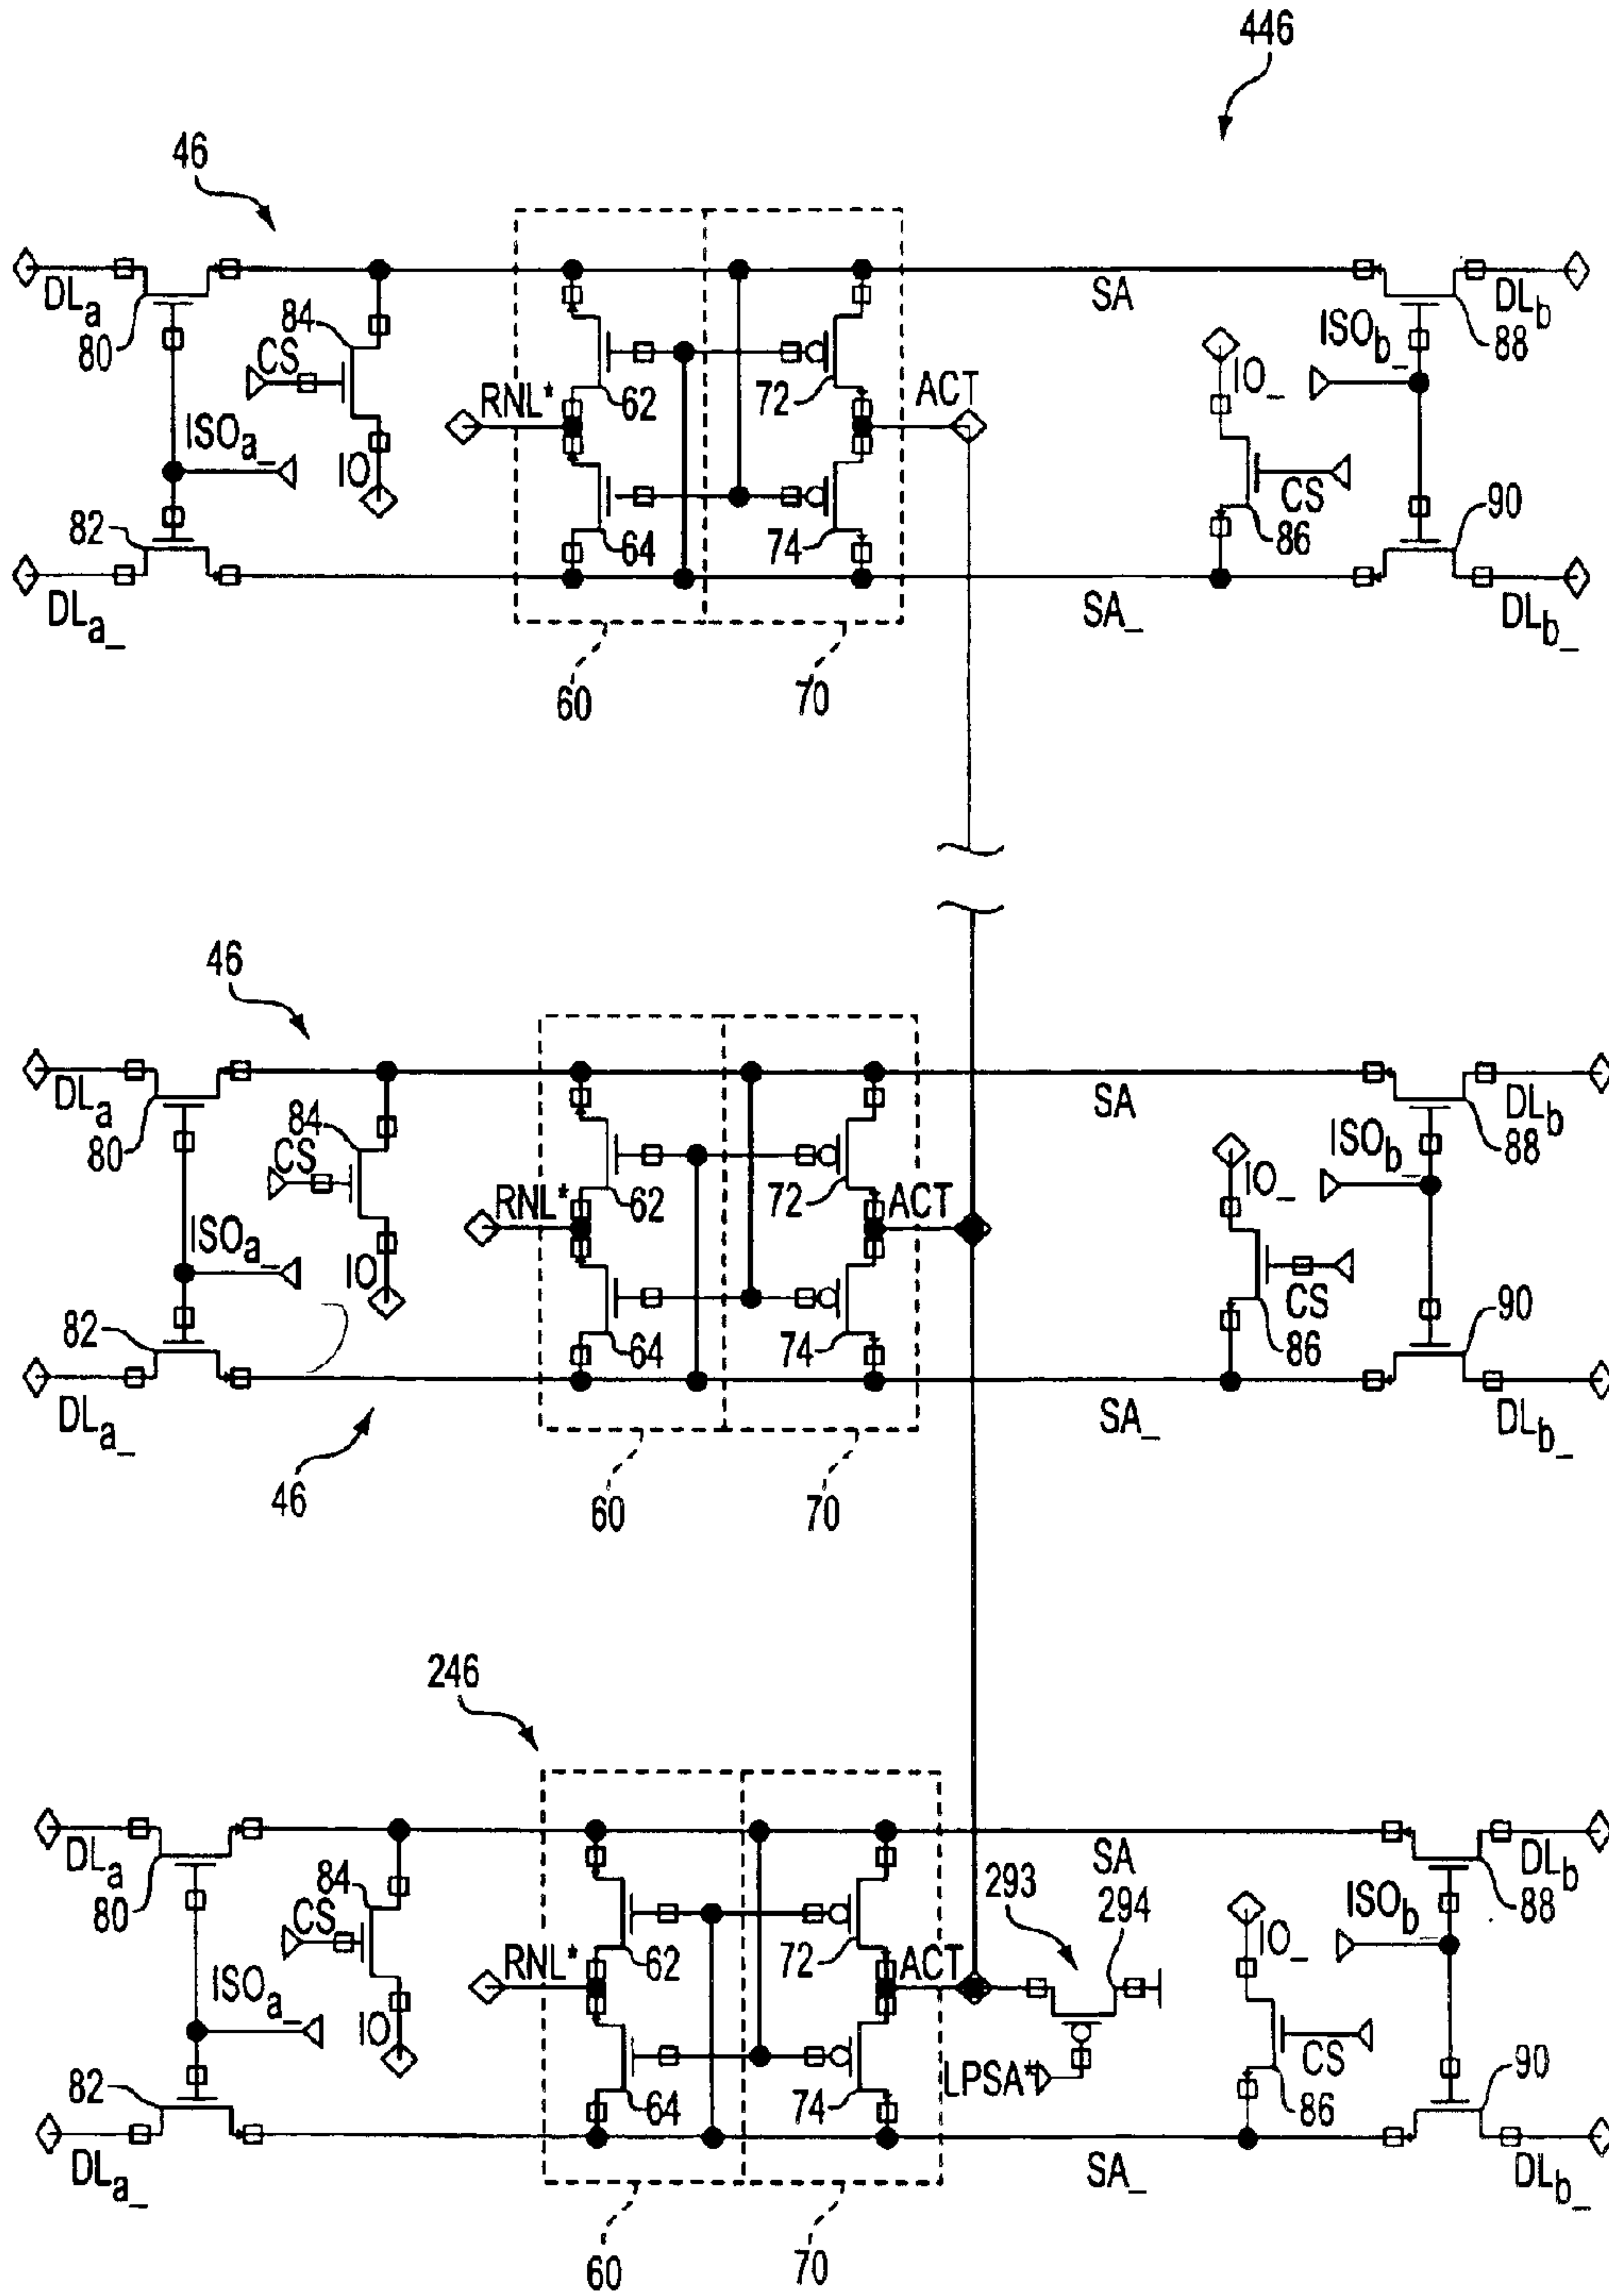 446
46
DLa
80
84
CS
ISOa_
IO
82
DLa_
RNL*
62
64
72
74
ACT
60
70
SA
SA_
IO_
CS
86
ISOb_
DLb
88
90
DLb_
46
DLa
80
84
CS
ISOa_
IO
82
DLa_
46
RNL*
62
64
72
74
ACT
60
70
SA
SA_
IO_
CS
86
ISOb_
DLb
88
90
DLb_
246
DLa
80
84
CS
ISOa_
IO
82
DLa_
RNL*
62
64
72
74
ACT
60
70
293
294
LPSA*
SA
SA_
IO_
CS
86
ISOb_
DLb
88
90
DLb_